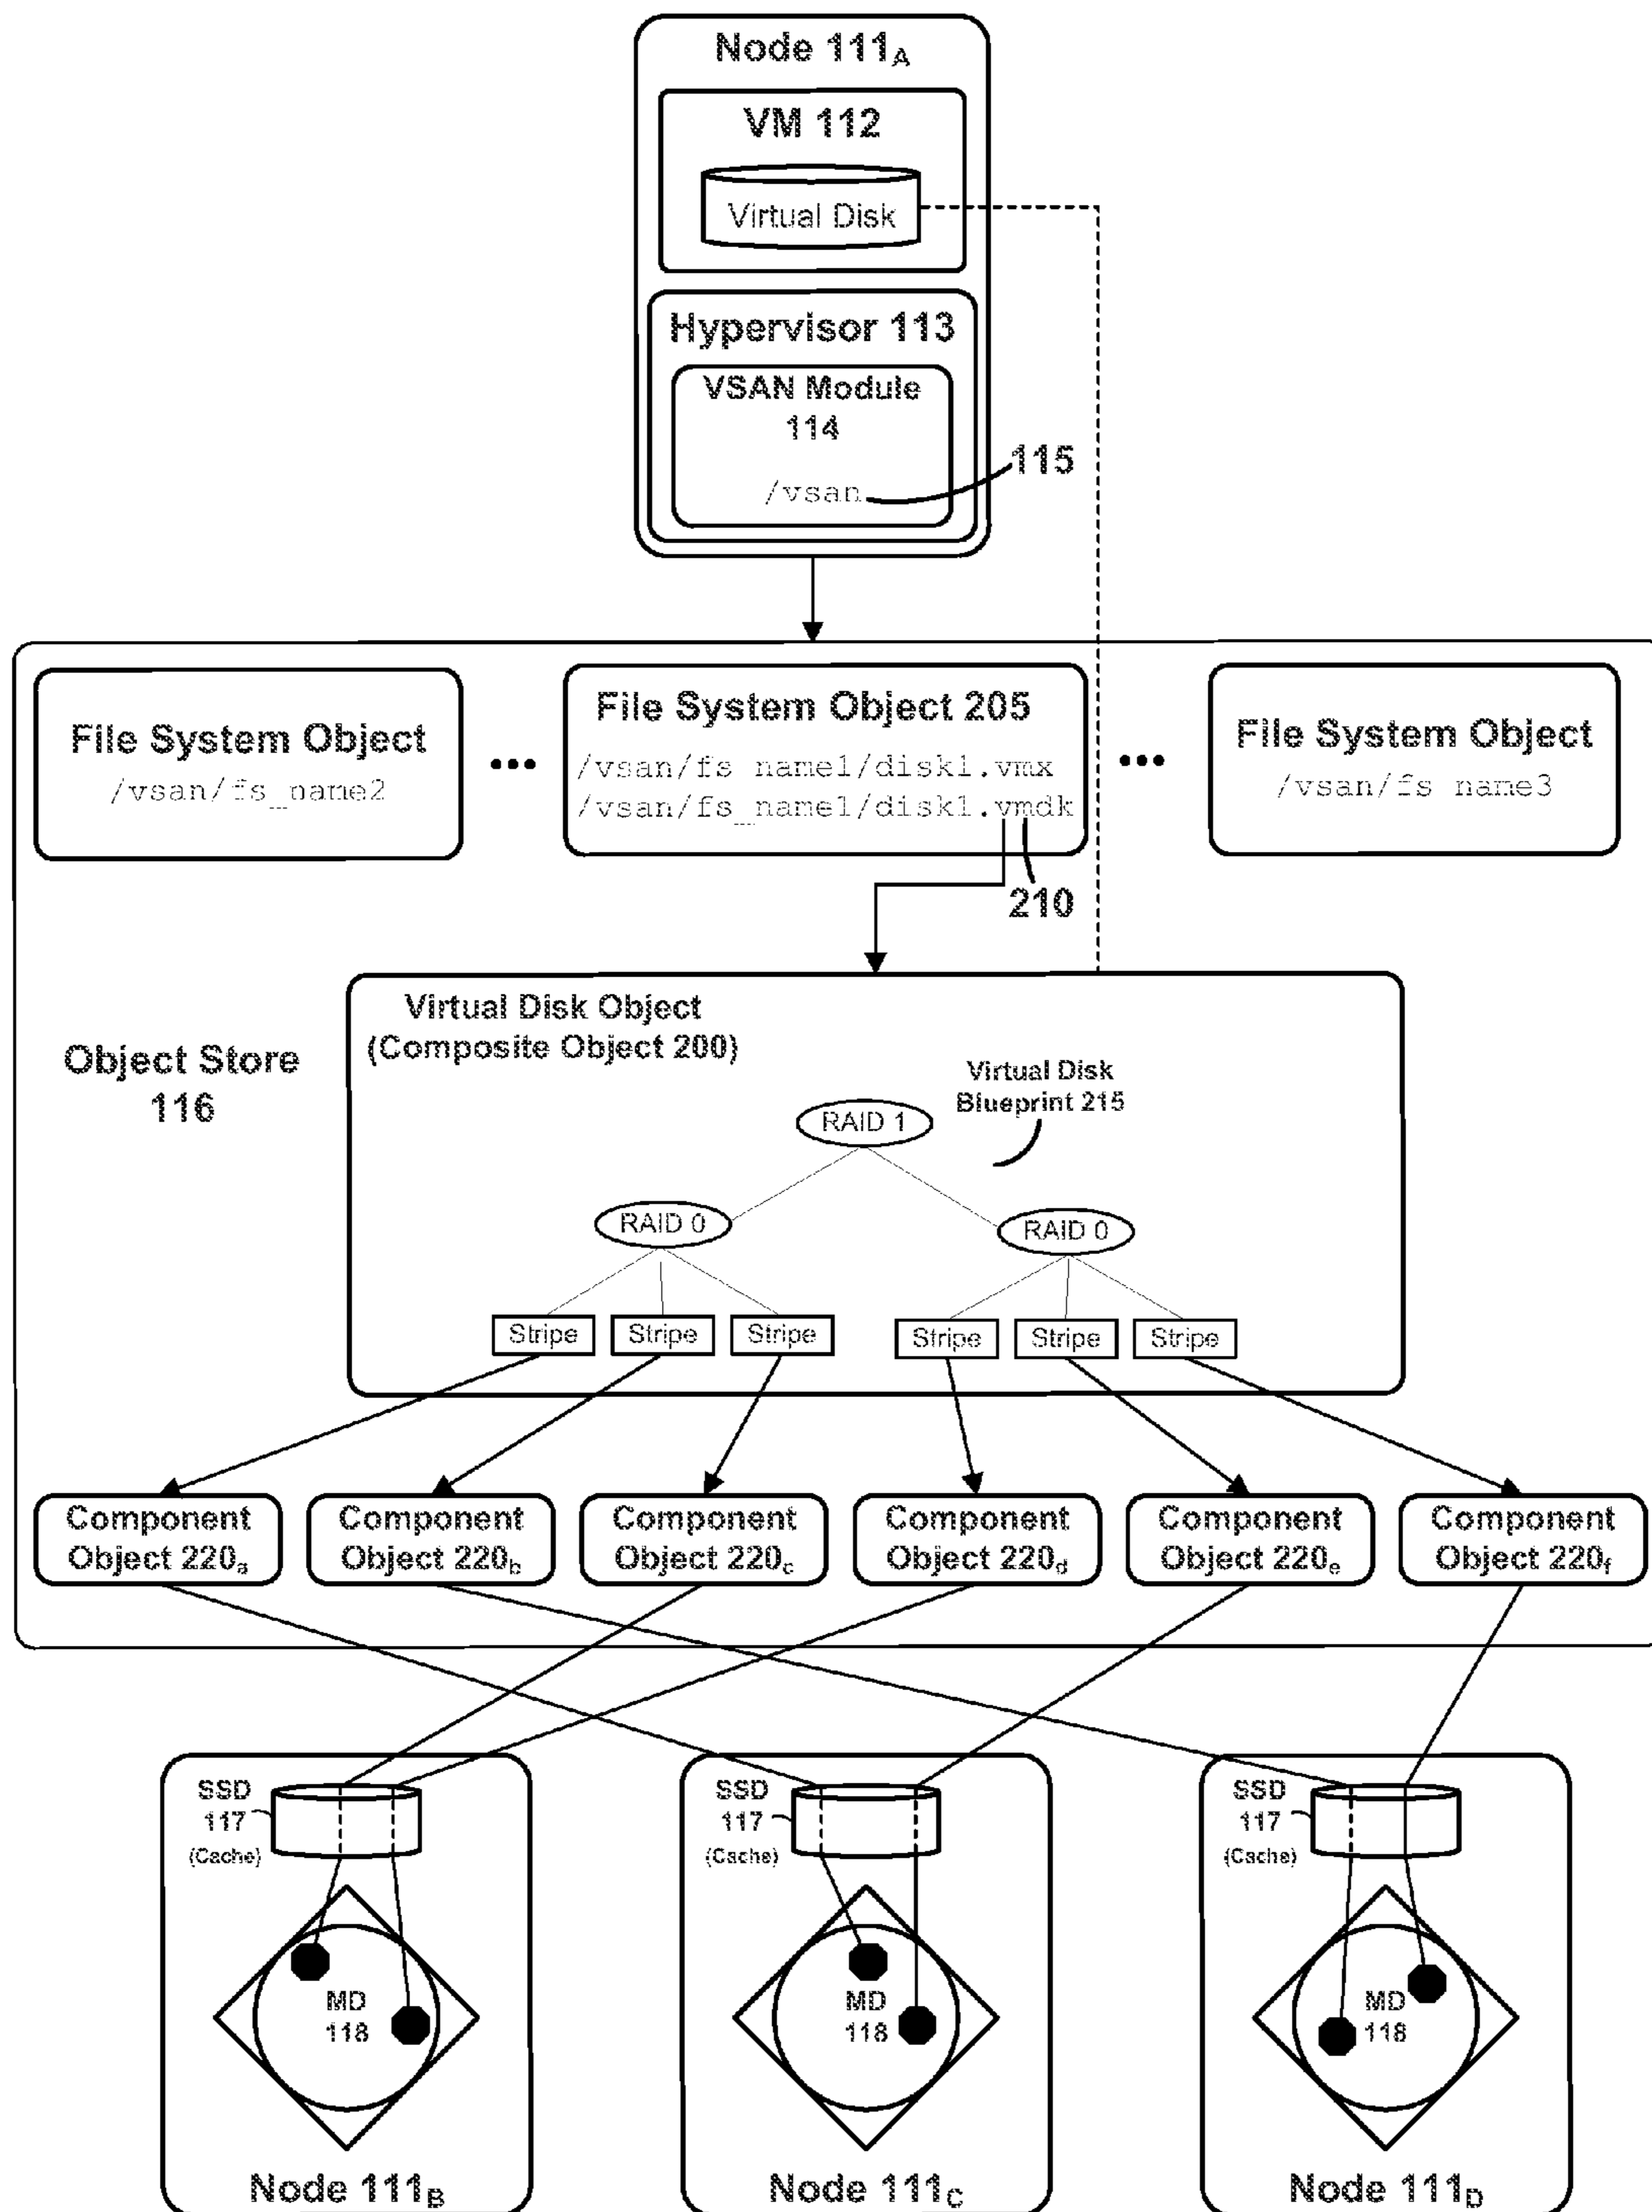 Node 111A
VM 112
Virtual Disk
Hypervisor 113
VSAN Module
114
/vsan
115
File System Object
/vsan/fs_name2
•••
File System Object 205
/vsan/fs_name1/disk1.vmx
/vsan/fs_name1/disk1.vmdk
210
•••
File System Object
/vsan/fs_name3
Object Store
116
Virtual Disk Object
(Composite Object 200)
Virtual Disk
Blueprint 215
RAID 1
RAID 0
RAID 0
Stripe
Stripe
Stripe
Stripe
Stripe
Stripe
Component
Object 220a
Component
Object 220b
Component
Object 220c
Component
Object 220d
Component
Object 220e
Component
Object 220f
SSD
117
(Cache)
MD
118
Node 111B
SSD
117
(Cache)
MD
118
Node 111C
SSD
117
(Cache)
MD
118
Node 111D